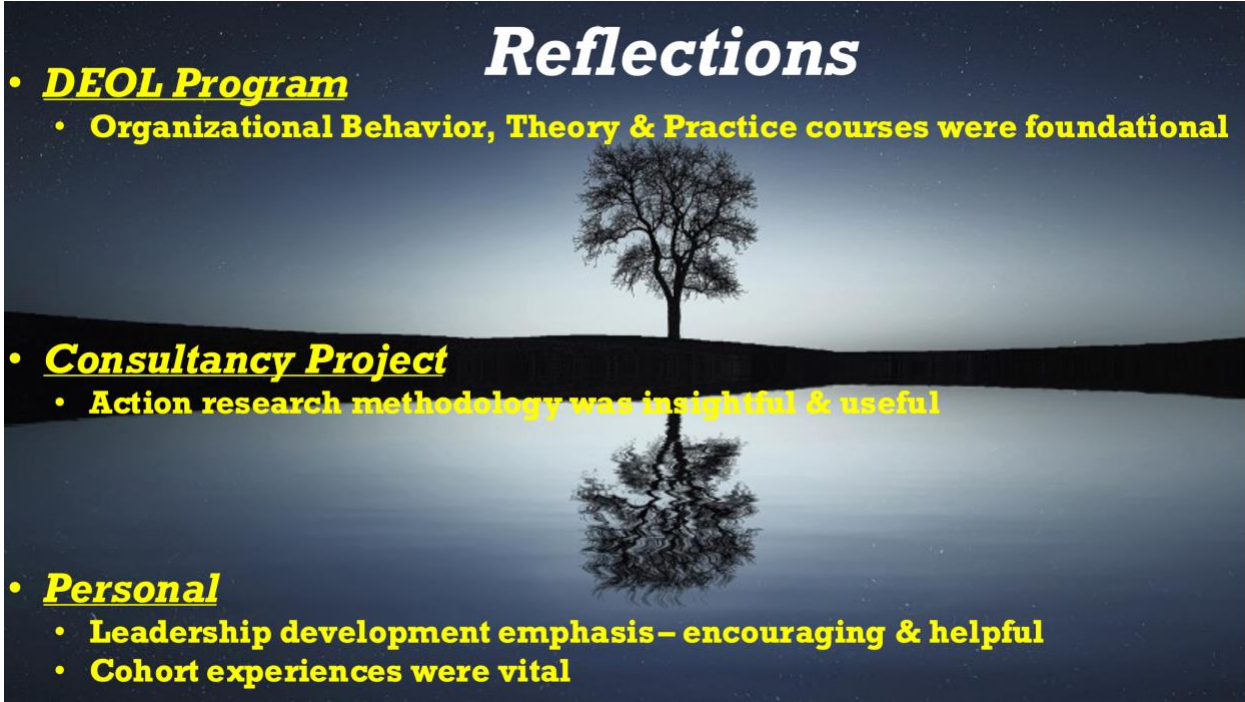 Reflections
• DEOL Program
• Organizational Behavior, Theory & Practice courses were foundational
• Consultancy Project
• Action research methodology was insightful & useful
• Personal
• Leadership development emphasis– encouraging & helpful
• Cohort experiences were vital